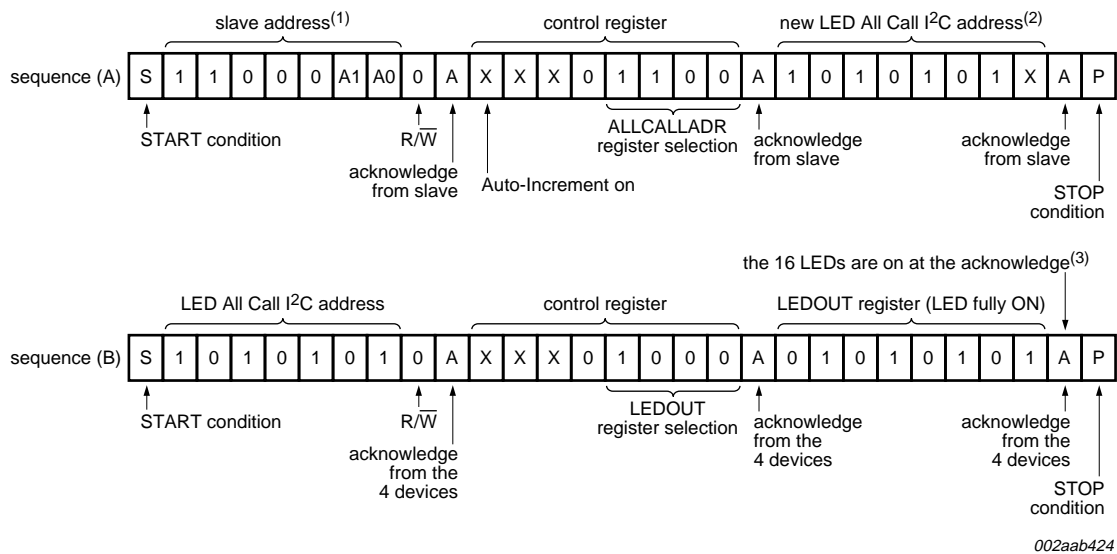 slave address(1) control register new LED All Call I2C address(2)
sequence (A) S 1 1 0 0 0 A1 A0 0 A X X X 0 1 1 0 0 A 1 0 1 0 1 0 1 X A P
START condition R/W ALLCALLADR
register selection
acknowledge
from slave
Auto-Increment on
acknowledge
from slave
acknowledge
from slave
STOP
condition
the 16 LEDs are on at the acknowledge(3)
LED All Call I2C address control register LEDOUT register (LED fully ON)
sequence (B) S 1 0 1 0 1 0 1 0 A X X X 0 1 0 0 0 A 0 1 0 1 0 1 0 1 A P
START condition R/W LEDOUT
register selection
acknowledge
from the
4 devices
acknowledge
from the
4 devices
acknowledge
from the
4 devices
STOP
condition
002aab424